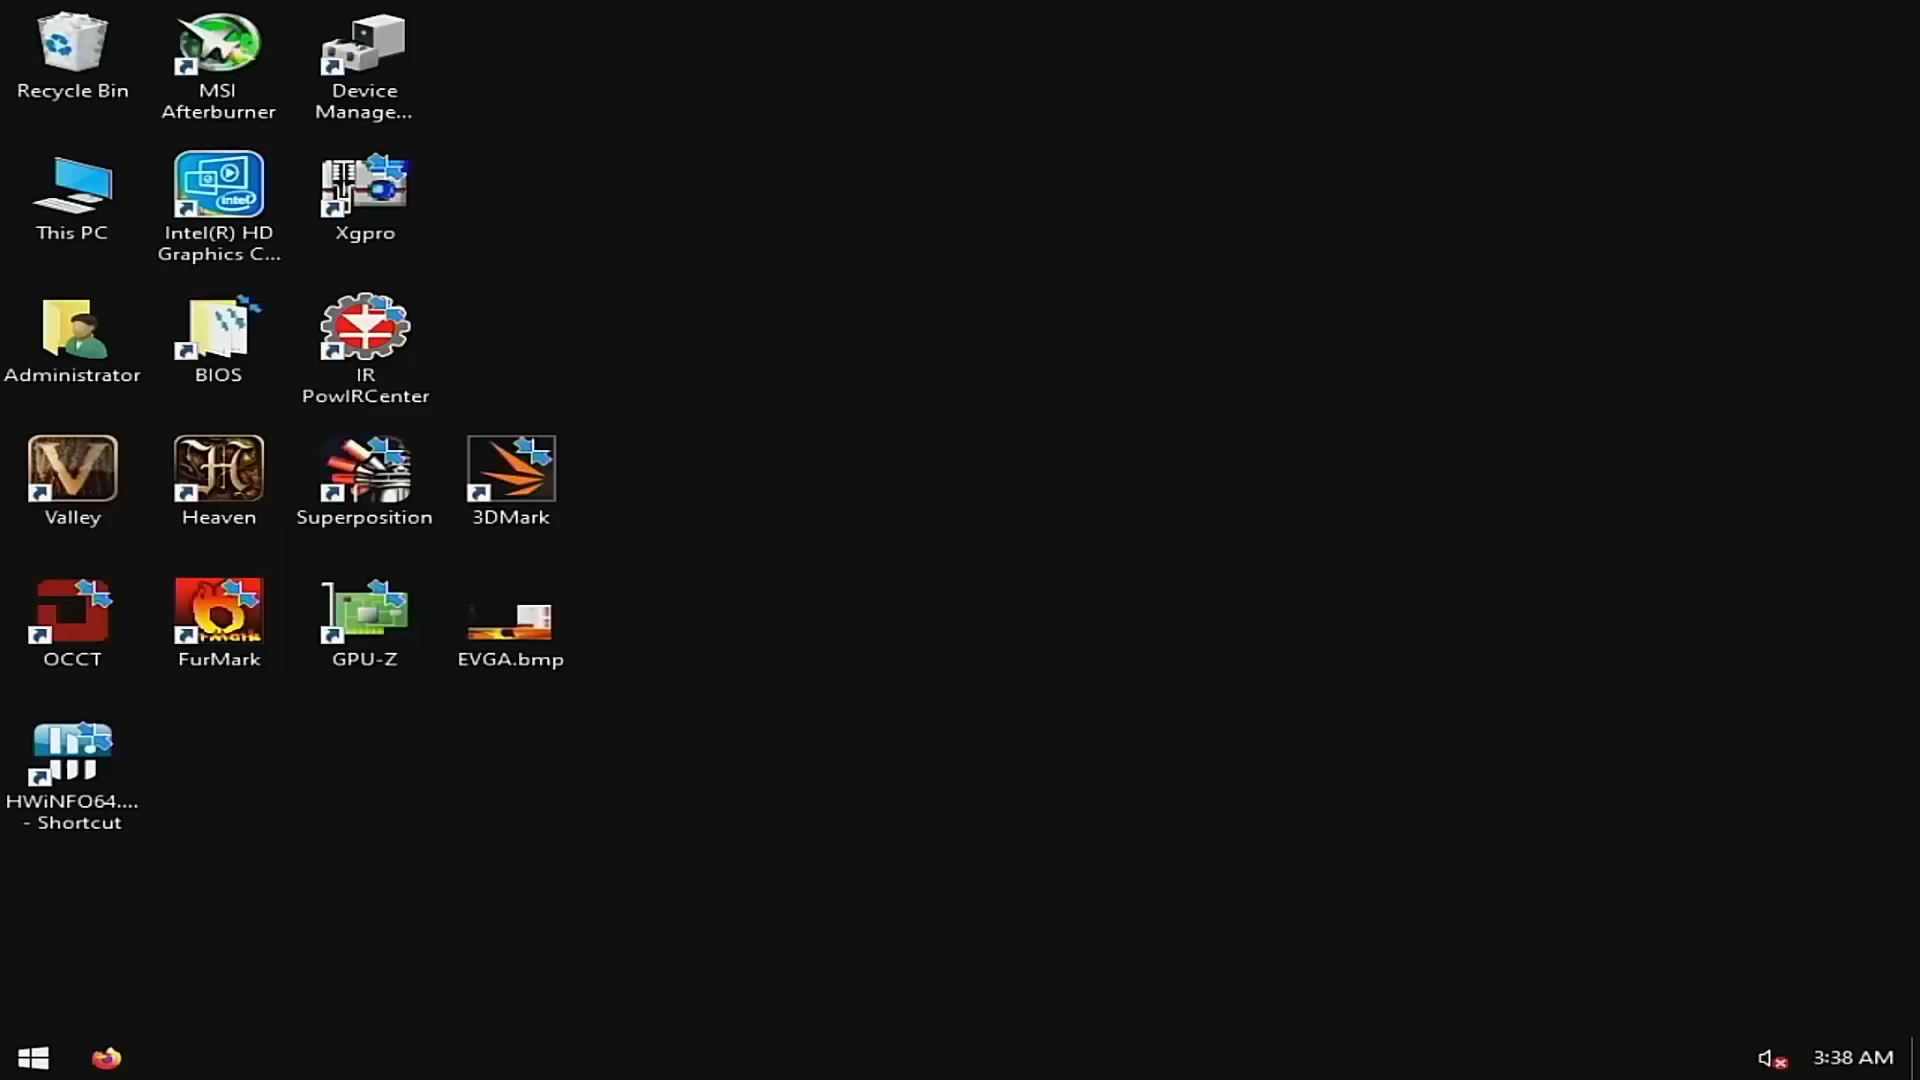 Recycle Bin
MSI
Afterburner
Device
Manage...
This PC
intel
Intel(R) HD
Graphics C...
Xgpro
Administrator
BIOS
IR
PowIRCenter
V
Valley
H
Heaven
Superposition
3DMark
OCCT
FurMark
GPU-Z
EVGA.bmp
HWiNFO64....
- Shortcut
3:38 AM